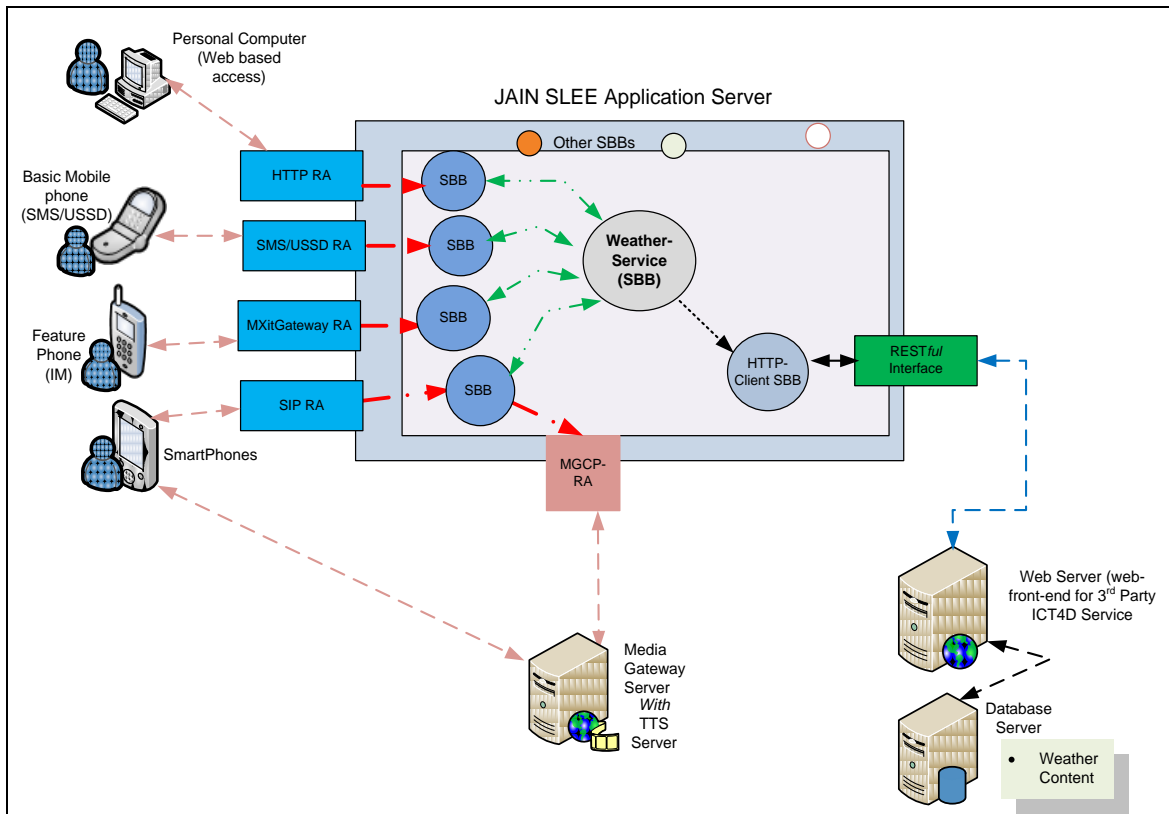 Personal Computer
(Web based
access)
JAIN SLEE Application Server
Other SBBs
HTTP RA
SBB
Basic Mobile
phone
(SMS/USSD)
SMS/USSD RA
SBB
Weather-
Service
(SBB)
Feature
Phone
(IM)
MXitGateway RA
SBB
HTTP-
Client SBB
RESTful
Interface
SIP RA
SBB
SmartPhones
MGCP-
RA
Media
Gateway
Server
With
TTS
Server
Web Server (web-
front-end for 3rd Party
ICT4D Service
Database
Server
• Weather
Content